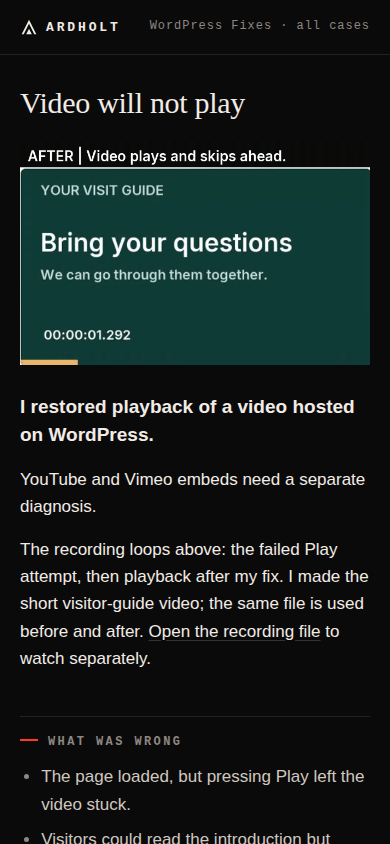 ARDHOLT
WordPress Fixes · all cases
Video will not play
AFTER | Video plays and skips ahead.
YOUR VISIT GUIDE
Bring your questions
We can go through them together.
00:00:01.292
I restored playback of a video hosted
on WordPress.
YouTube and Vimeo embeds need a separate
diagnosis.
The recording loops above: the failed Play
attempt, then playback after my fix. I made the
short visitor-guide video; the same file is used
before and after. Open the recording file to
watch separately.
WHAT WAS WRONG
• The page loaded, but pressing Play left the
video stuck.
• Visitors could read the introduction but